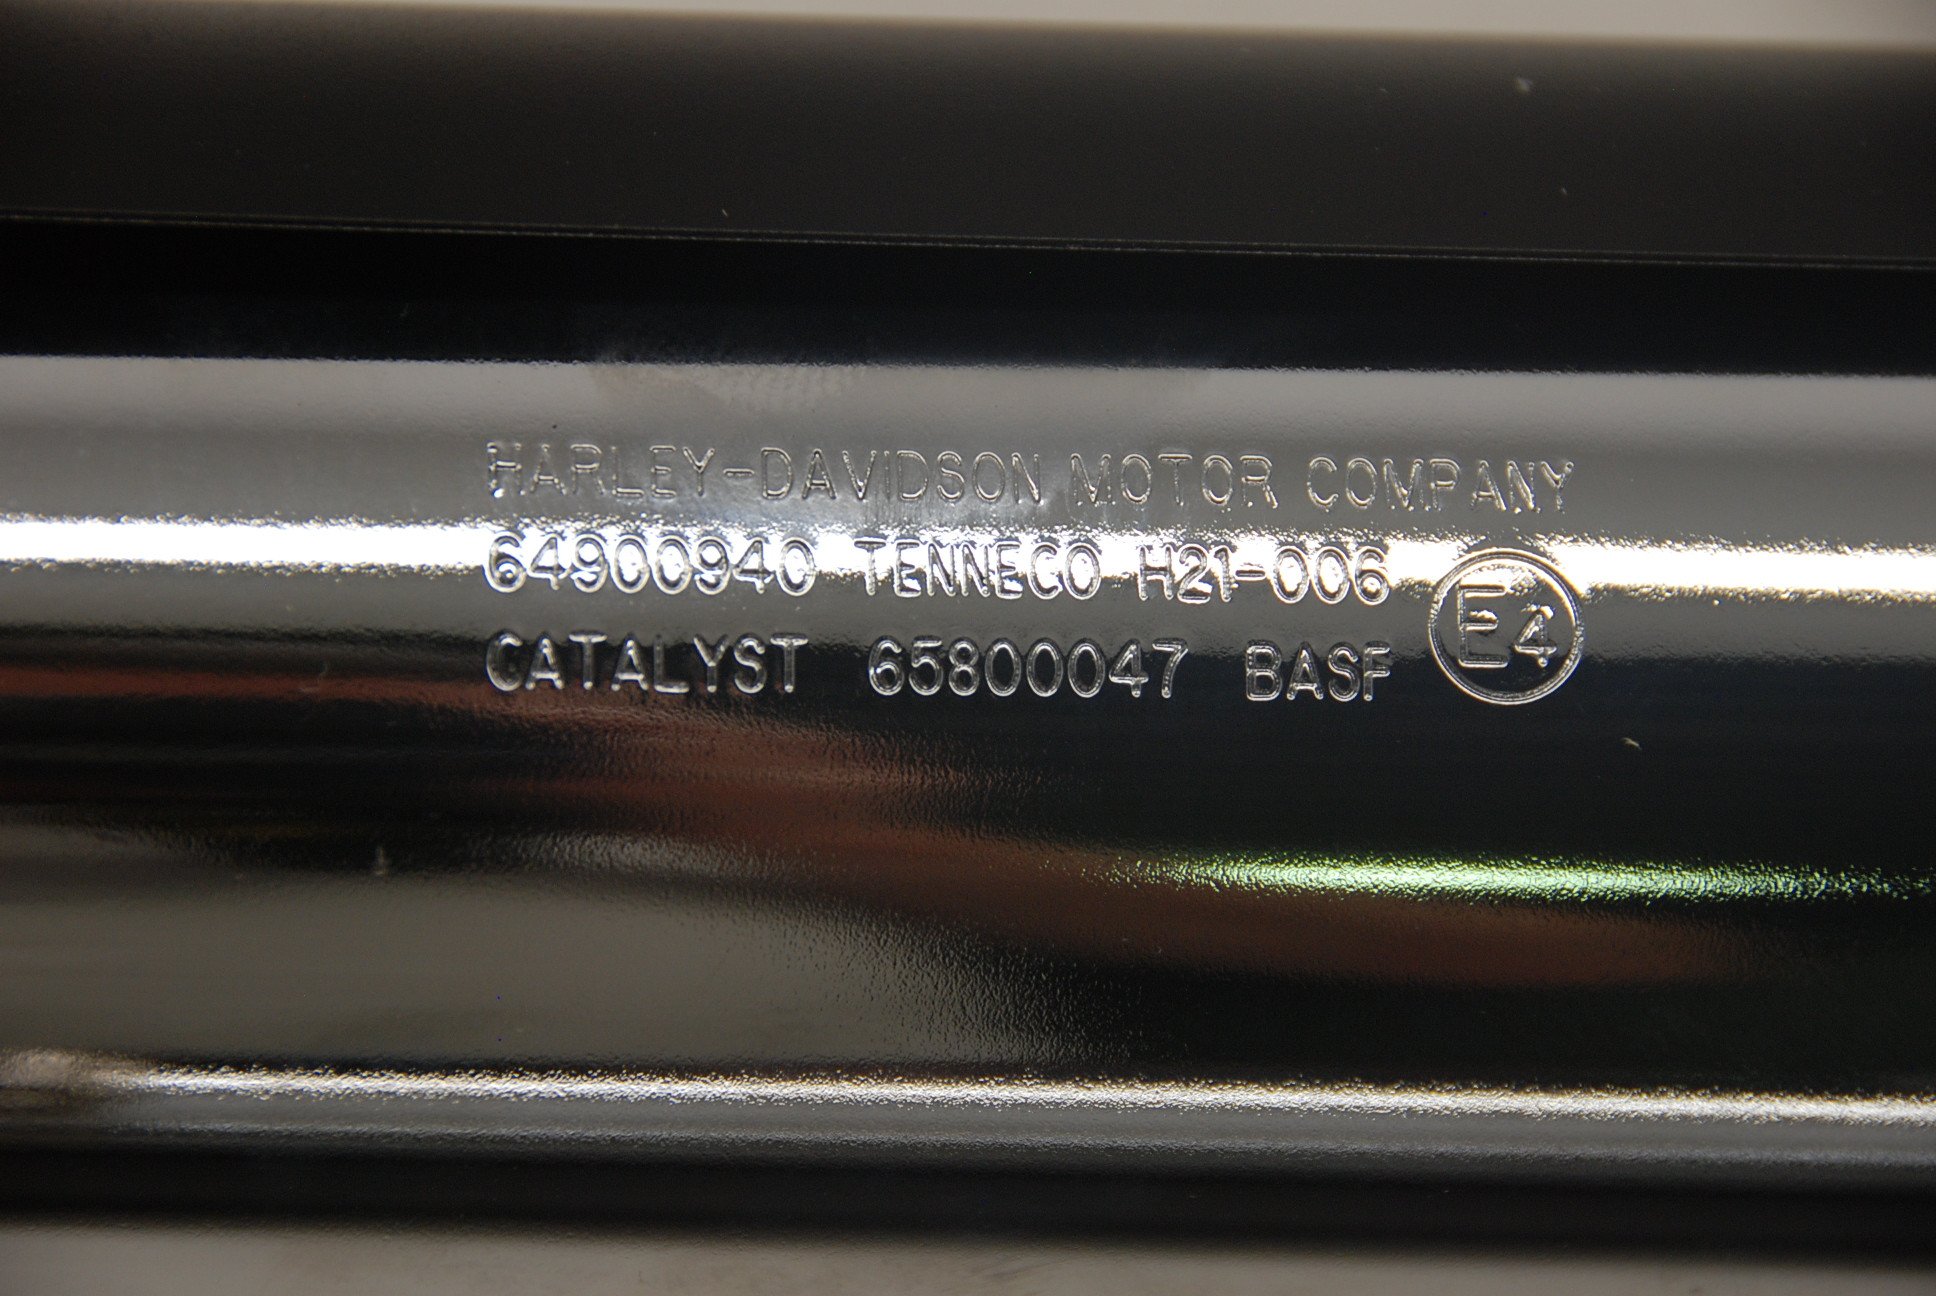 HARLEY-DAVIDSON MOTOR COMPANY
64900940 TENNECO H21-006
CATALYST 65800047 BASF
E4